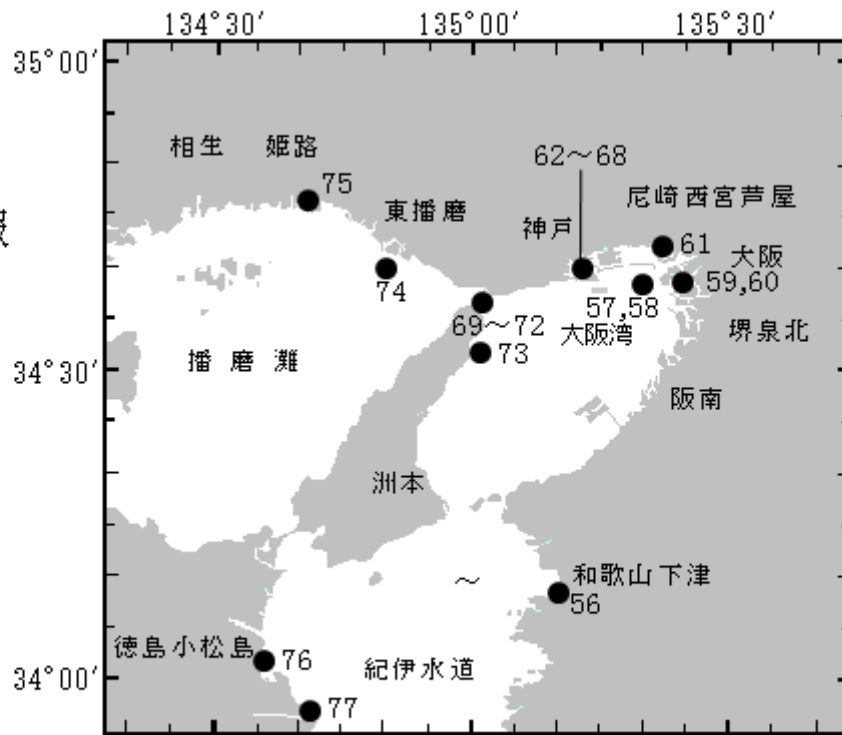 134°30′ 135°00′ 135°30′
35°00′
相生 姫路
62～68
75
尼崎西宮芦屋
東播磨
神戸
61
大阪
74
57,58
59,60
69～72
大阪湾
堺泉北
播磨灘
73
34°30′
阪南
洲本
～
和歌山下津
56
徳島小松島
76
紀伊水道
34°00′
77